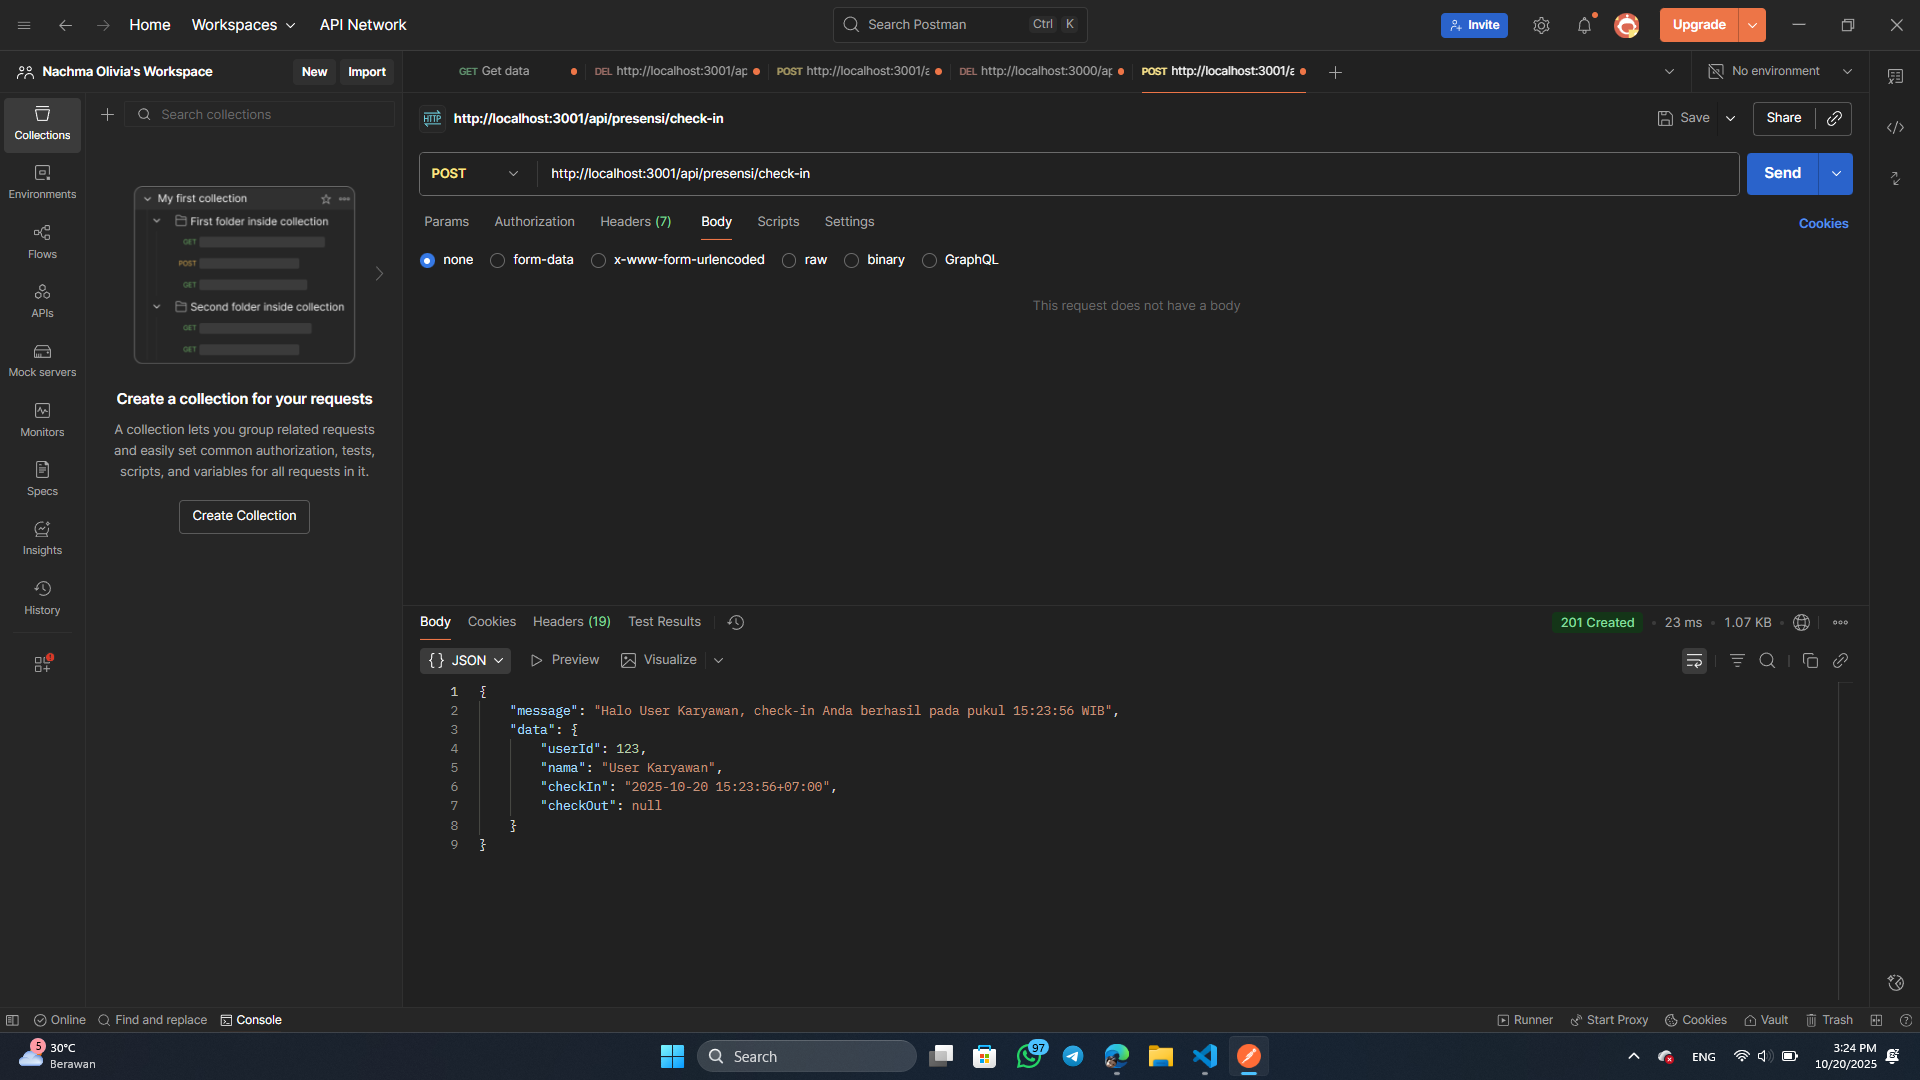 Home
Workspaces
API Network
Search Postman
Ctrl K
Invite
Upgrade
Nachma Olivia's Workspace
New
Import
GET Get data
DEL http://localhost:3001/ap
POST http://localhost:3001/a
DEL http://localhost:3000/ap
POST http://localhost:3001/a
No environment
Collections
Environments
Flows
APIs
Mock servers
Monitors
Specs
Insights
History
Search collections
My first collection
First folder inside collection
GET
POST
GET
Second folder inside collection
GET
GET
Create a collection for your requests
A collection lets you group related requests
and easily set common authorization, tests,
scripts, and variables for all requests in it.
Create Collection
HTTP
http://localhost:3001/api/presensi/check-in
Save
Share
POST
http://localhost:3001/api/presensi/check-in
Send
Params
Authorization
Headers (7)
Body
Scripts
Settings
Cookies
none
form-data
x-www-form-urlencoded
raw
binary
GraphQL
This request does not have a body
Body
Cookies
Headers (19)
Test Results
201 Created
23 ms
1.07 KB
{} JSON
Preview
Visualize
1 {
2 "message": "Halo User Karyawan, check-in Anda berhasil pada pukul 15:23:56 WIB",
3 "data": {
4 "userId": 123,
5 "nama": "User Karyawan",
6 "checkIn": "2025-10-20 15:23:56+07:00",
7 "checkOut": null
8 }
9 }
Online
Find and replace
Console
Runner
Start Proxy
Cookies
Vault
Trash
5
30°C
Berawan
Search
97
ENG
3:24 PM
10/20/2025